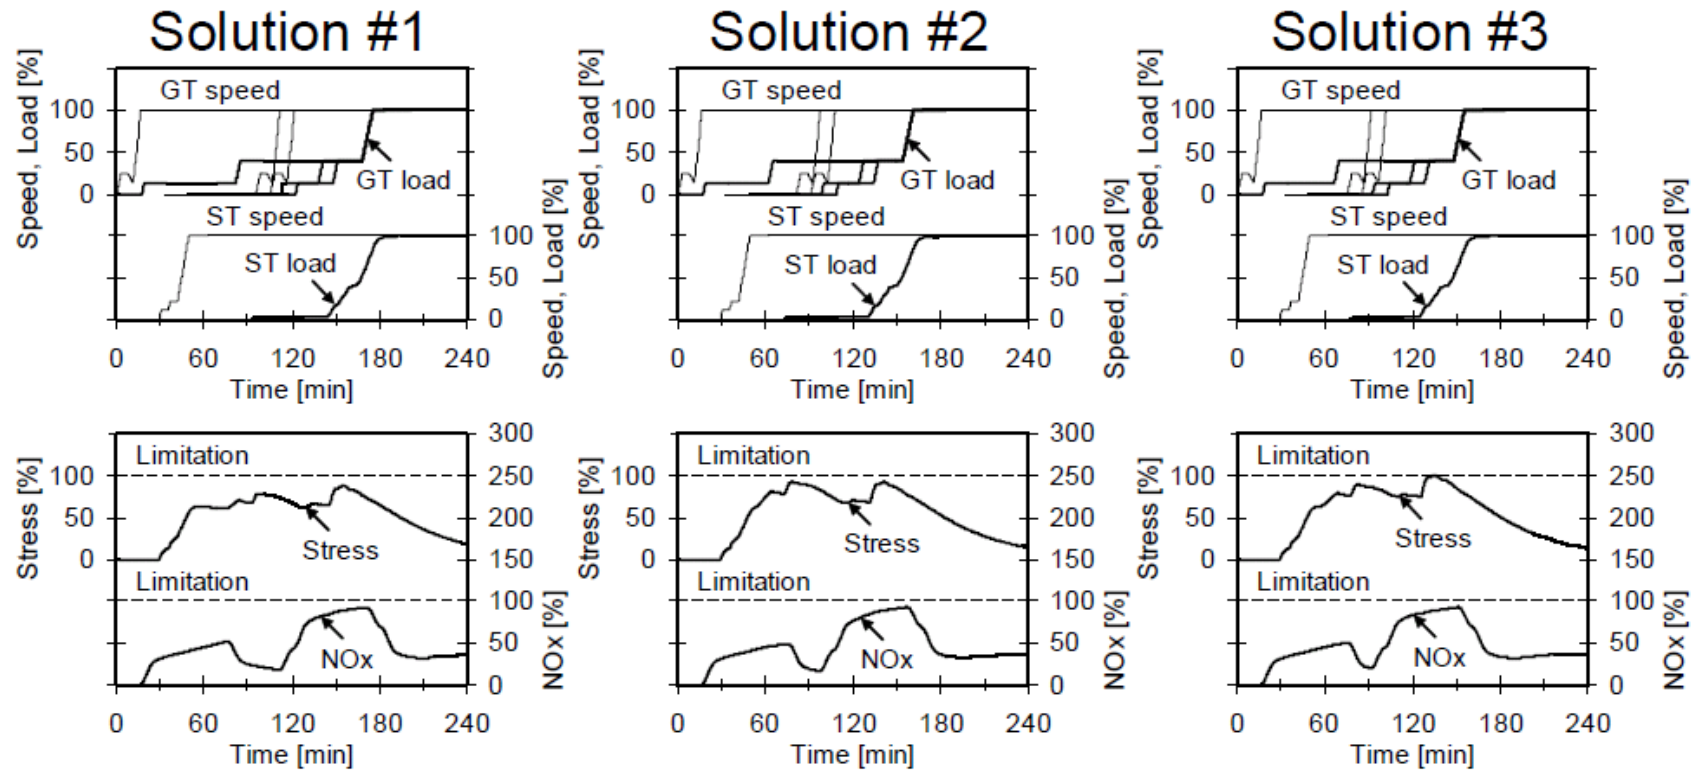 Solution #1
Speed, Load [%]
100
50
0
GT speed
GT load
ST speed
ST load
100
50
0
Speed, Load [%]
0 60 120 180 240
Time [min]
Solution #2
Speed, Load [%]
100
50
0
GT speed
GT load
ST speed
ST load
100
50
0
Speed, Load [%]
0 60 120 180 240
Time [min]
Solution #3
Speed, Load [%]
100
50
0
GT speed
GT load
ST speed
ST load
100
50
0
Speed, Load [%]
0 60 120 180 240
Time [min]
Stress [%]
100
50
0
Limitation
Stress
Limitation
NOx
300
250
200
150
100
50
0
NOx [%]
0 60 120 180 240
Time [min]
Stress [%]
100
50
0
Limitation
Stress
Limitation
NOx
300
250
200
150
100
50
0
NOx [%]
0 60 120 180 240
Time [min]
Stress [%]
100
50
0
Limitation
Stress
Limitation
NOx
300
250
200
150
100
50
0
NOx [%]
0 60 120 180 240
Time [min]